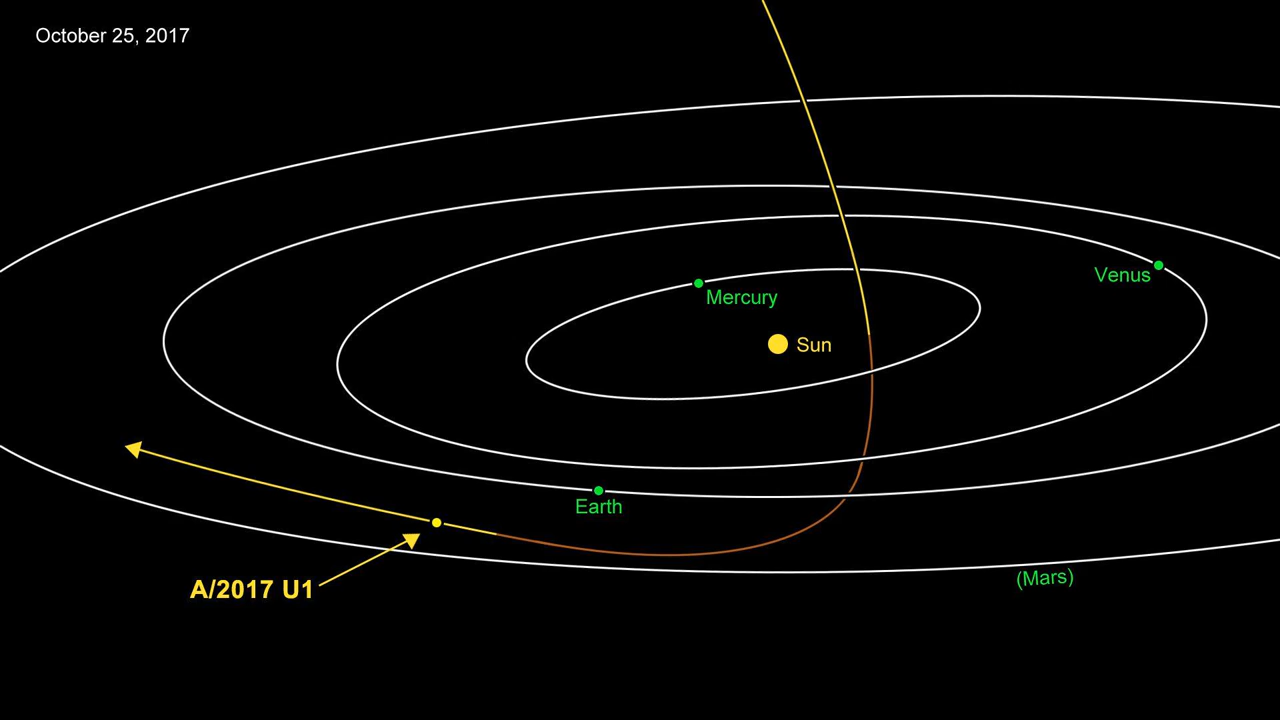 October 25, 2017
Venus
Mercury
Sun
Earth
(Mars)
A/2017 U1